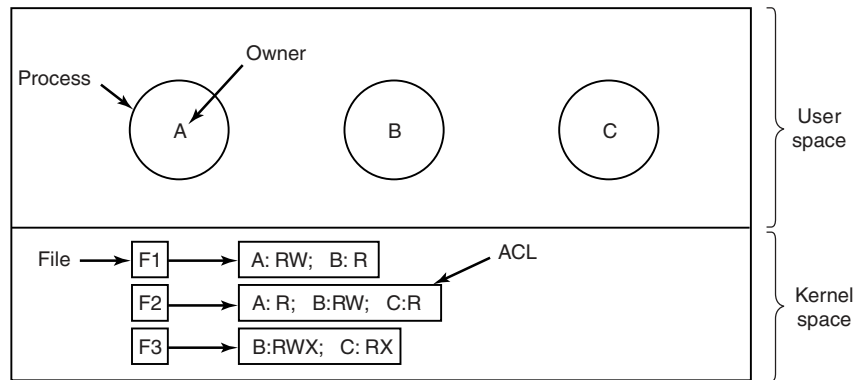 Owner
Process
A
B
C
User
space
File
F1
A: RW; B: R
ACL
F2
A: R; B:RW; C:R
F3
B:RWX; C: RX
Kernel
space